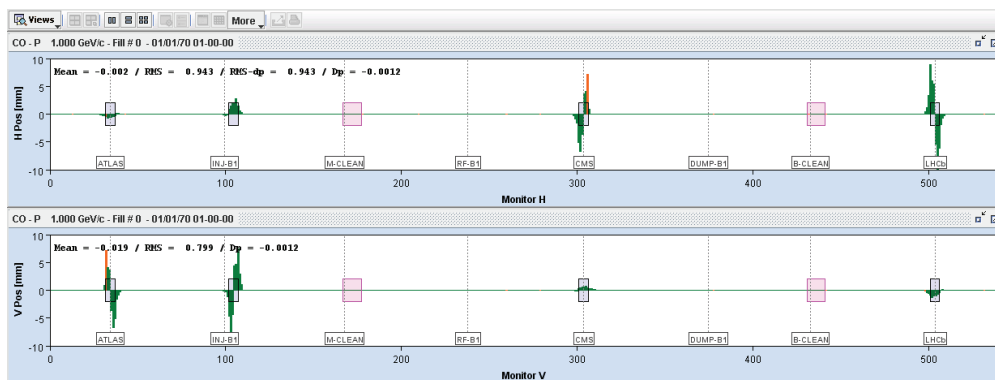 Views More
CO - P 1.000 GeV/c - Fill # 0 - 01/01/70 01-00-00
Mean = -0.002 / RMS = 0.943 / RMS-dp = 0.943 / Dp = -0.0012
H Pos [mm]
10
5
0
-5
-10
ATLAS INJ-B1 M-CLEAN RF-B1 CMS DUMP-B1 B-CLEAN LHCb
0 100 200 300 400 500
Monitor H
CO - P 1.000 GeV/c - Fill # 0 - 01/01/70 01-00-00
Mean = -0.019 / RMS = 0.799 / Dp = -0.0012
V Pos [mm]
10
5
0
-5
-10
ATLAS INJ-B1 M-CLEAN RF-B1 CMS DUMP-B1 B-CLEAN LHCb
0 100 200 300 400 500
Monitor V